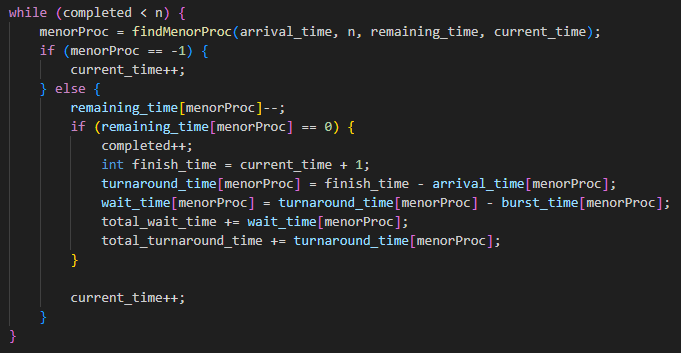 while (completed < n) {
menorProc = findMenorProc(arrival_time, n, remaining_time, current_time);
if (menorProc == -1) {
current_time++;
} else {
remaining_time[menorProc]--;
if (remaining_time[menorProc] == 0) {
completed++;
int finish_time = current_time + 1;
turnaround_time[menorProc] = finish_time - arrival_time[menorProc];
wait_time[menorProc] = turnaround_time[menorProc] - burst_time[menorProc];
total_wait_time += wait_time[menorProc];
total_turnaround_time += turnaround_time[menorProc];
}
current_time++;
}
}